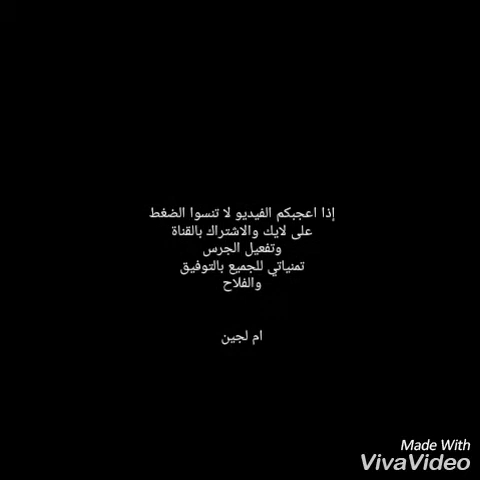 إذا اعجبكم الفيديو لا تنسوا الضغط
على لايك والاشتراك بالقناة
وتفعيل الجرس
تمنياتي للجميع بالتوفيق
والفلاح
ام لجين
Made With
VivaVideo